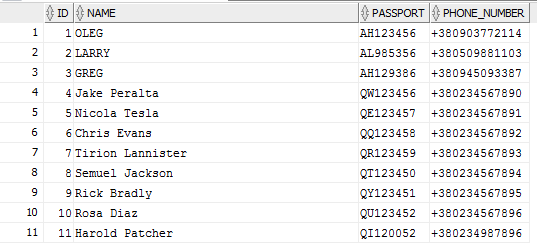 ID NAME PASSPORT PHONE_NUMBER
1 1 OLEG AH123456 +380903772114
2 2 LARRY AL985356 +380509881103
3 3 GREG AH129386 +380945093387
4 4 Jake Peralta QW123456 +380234567890
5 5 Nicola Tesla QE123457 +380234567891
6 6 Chris Evans QQ123458 +380234567892
7 7 Tirion Lannister QR123459 +380234567893
8 8 Semuel Jackson QT123450 +380234567894
9 9 Rick Bradly QY123451 +380234567895
10 10 Rosa Diaz QU123452 +380234567896
11 11 Harold Patcher QI120052 +380234987896